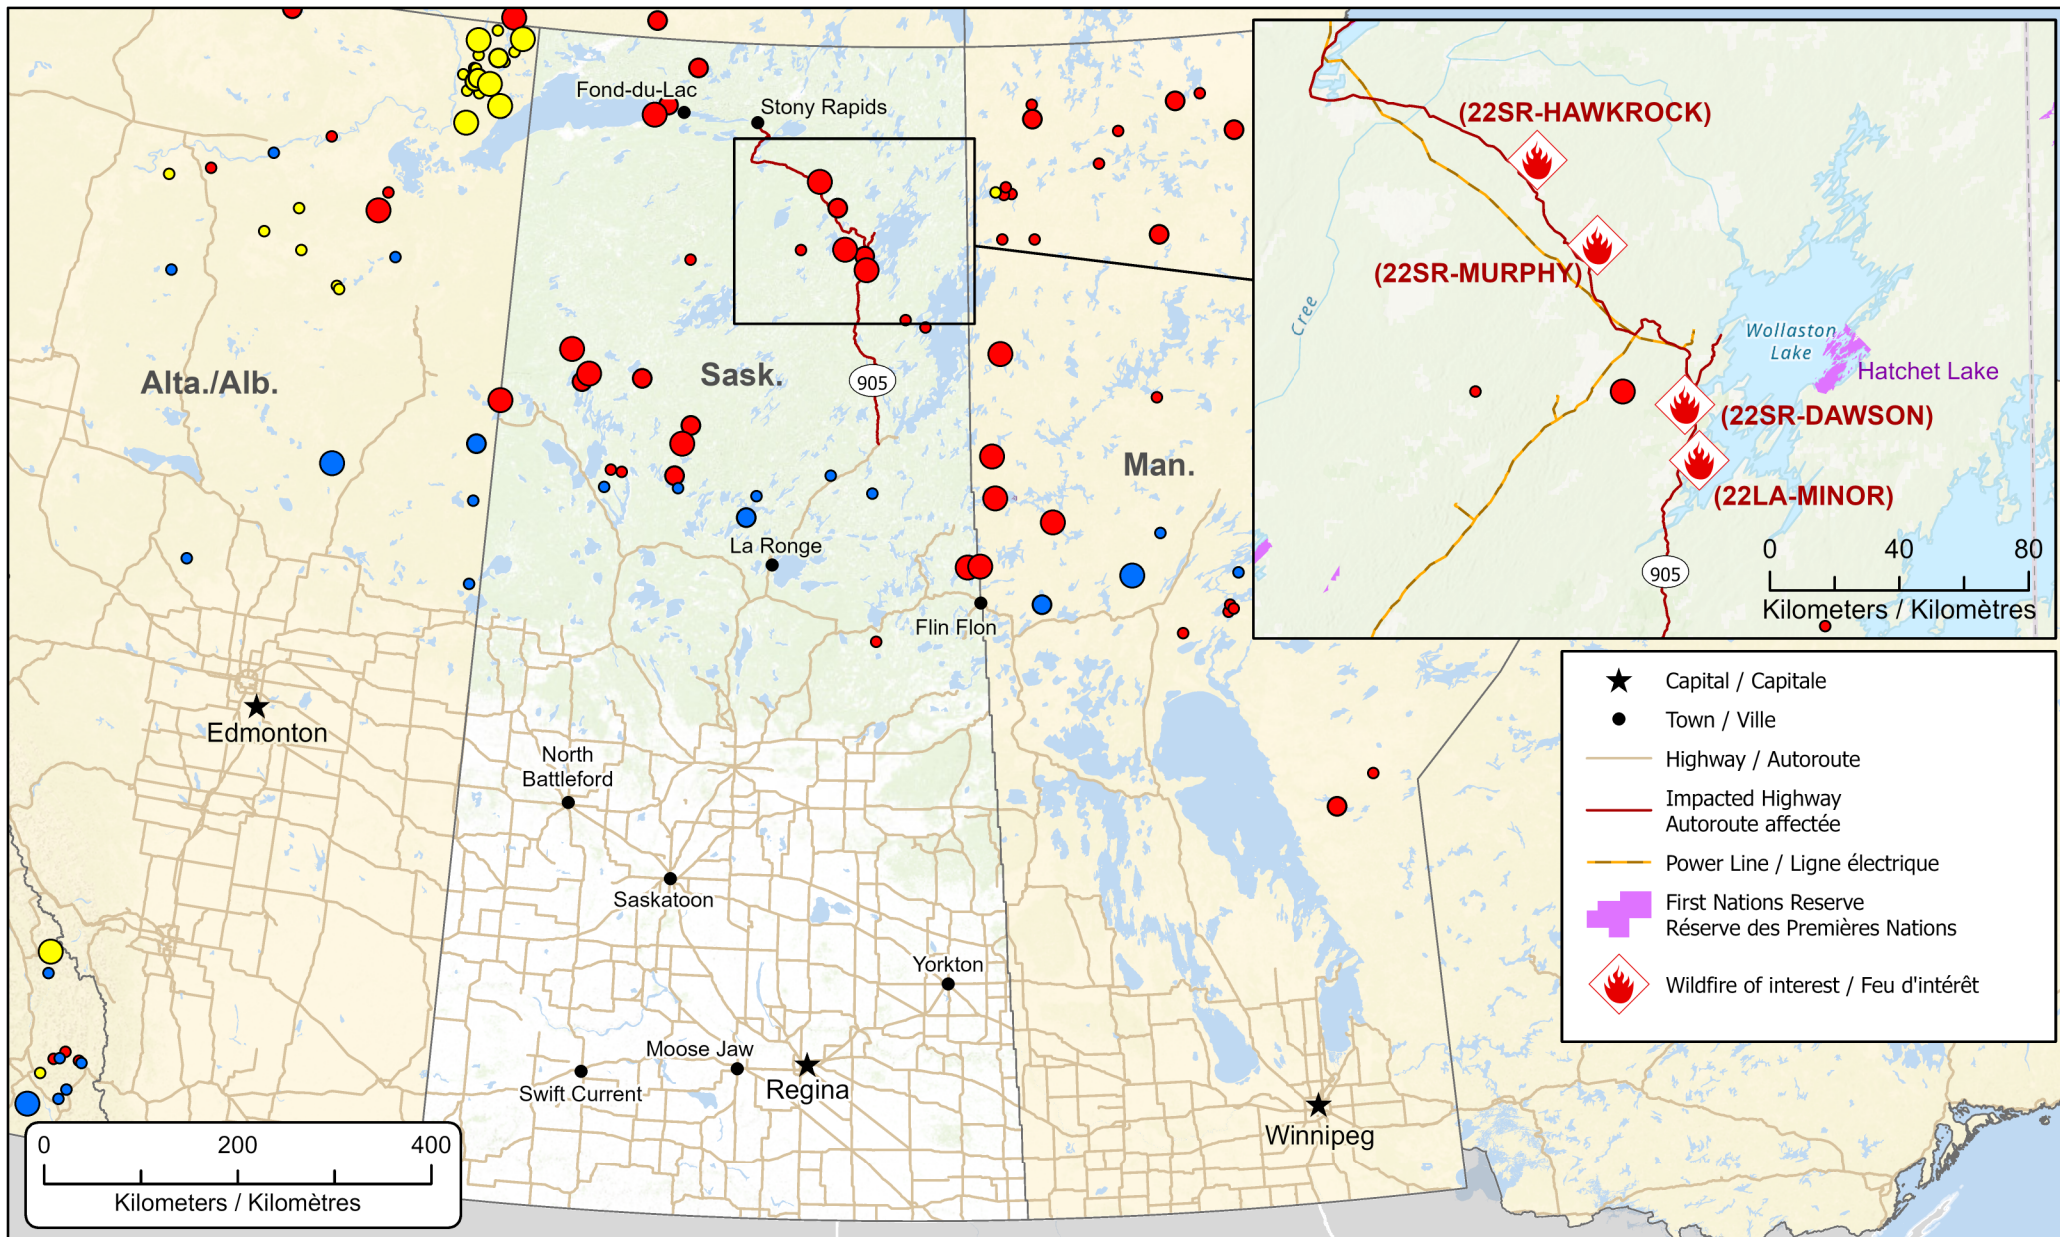 Fond-du-Lac
Stony Rapids
Alta./Alb.
Sask.
905
Man.
La Ronge
Flin Flon
Edmonton
North
Battleford
Saskatoon
Yorkton
Moose Jaw
Regina
Swift Current
Winnipeg
0 200 400
Kilometers / Kilomètres
(22SR-HAWKROCK)
(22SR-MURPHY)
Cree
Wollaston
Lake
Hatchet Lake
(22SR-DAWSON)
(22LA-MINOR)
905
0 40 80
Kilometers / Kilomètres
Capital / Capitale
Town / Ville
Highway / Autoroute
Impacted Highway
Autoroute affectée
Power Line / Ligne électrique
First Nations Reserve
Réserve des Premières Nations
Wildfire of interest / Feu d'intérêt